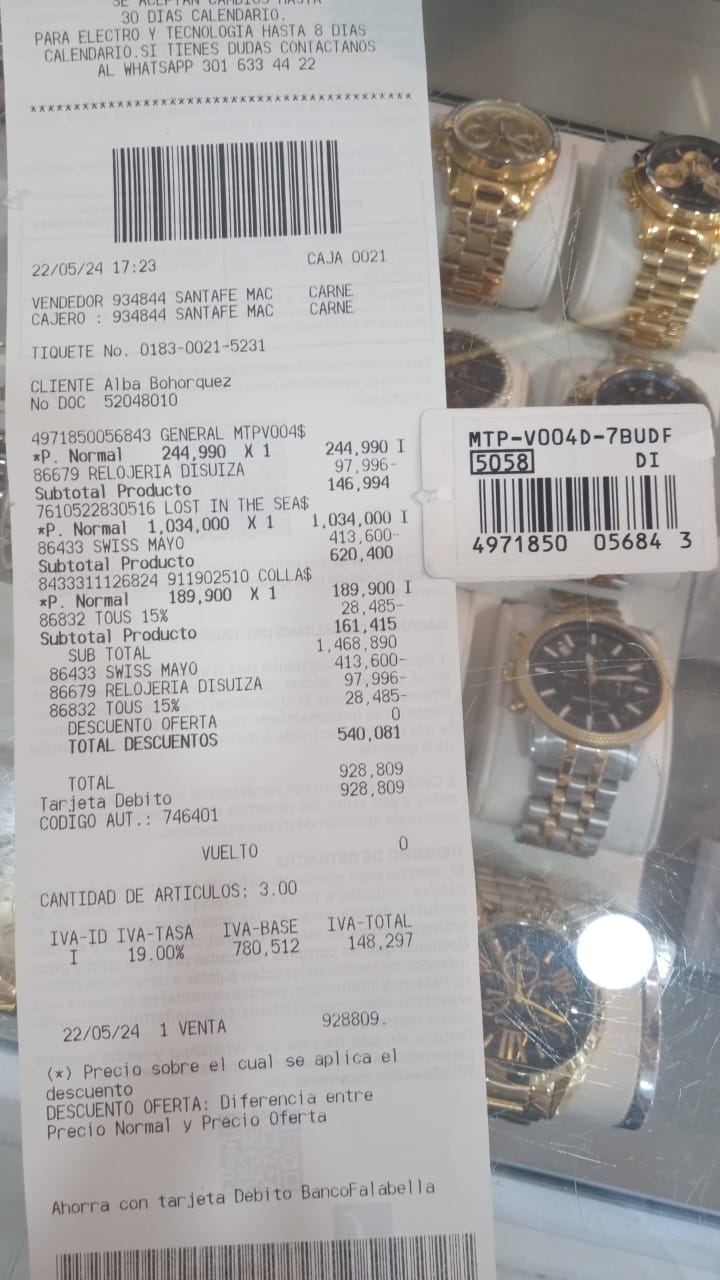 SE ACEPTAN CAMBIOS HASTA
30 DIAS CALENDARIO.
PARA ELECTRO Y TECNOLOGIA HASTA 8 DIAS
CALENDARIO.SI TIENES DUDAS CONTACTANOS
AL WHATSAPP 301 633 44 22
****************************************
22/05/24 17:23 CAJA 0021
VENDEDOR 934844 SANTAFE MAC CARNE
CAJERO : 934844 SANTAFE MAC CARNE
TIQUETE No. 0183-0021-5231
CLIENTE Alba Bohorquez
No DOC 52048010
4971850056843 GENERAL MTPV004$
*P. Normal 244,990 X 1 244,990 I
86679 RELOJERIA DISUIZA 97,996-
Subtotal Producto 146,994
7610522830516 LOST IN THE SEA$
*P. Normal 1,034,000 X 1 1,034,000 I
86433 SWISS MAYO 413,600-
Subtotal Producto 620,400
8433311126824 911902510 COLLA$
*P. Normal 189,900 X 1 189,900 I
86832 TOUS 15% 28,485-
Subtotal Producto 161,415
SUB TOTAL 1,468,890
86433 SWISS MAYO 413,600-
86679 RELOJERIA DISUIZA 97,996-
86832 TOUS 15% 28,485-
DESCUENTO OFERTA 0
TOTAL DESCUENTOS 540,081
TOTAL 928,809
Tarjeta Debito 928,809
CODIGO AUT.: 746401
VUELTO 0
CANTIDAD DE ARTICULOS: 3.00
IVA-ID IVA-TASA IVA-BASE IVA-TOTAL
I 19.00% 780,512 148,297
22/05/24 1 VENTA 928809.
(*) Precio sobre el cual se aplica el
descuento
DESCUENTO OFERTA: Diferencia entre
Precio Normal y Precio Oferta
Ahorra con tarjeta Debito BancoFalabella
MTP-V004D-7BUDF
5058 DI
4971850 05684 3